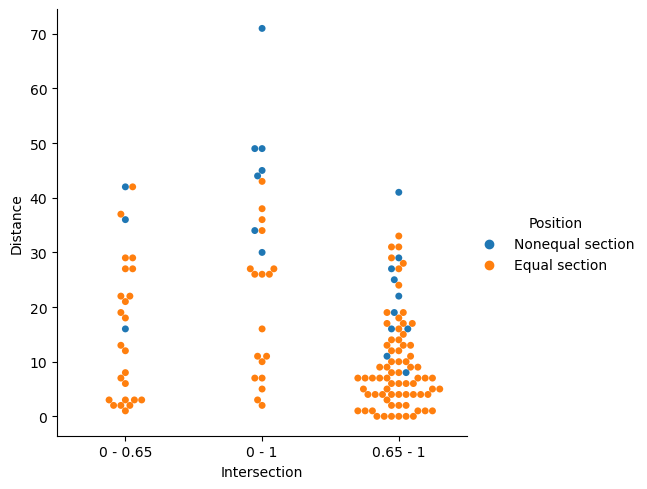 70
60
50
40
30
20
10
0
Distance
0 - 0.65
0 - 1
0.65 - 1
Intersection
Position
Nonequal section
Equal section